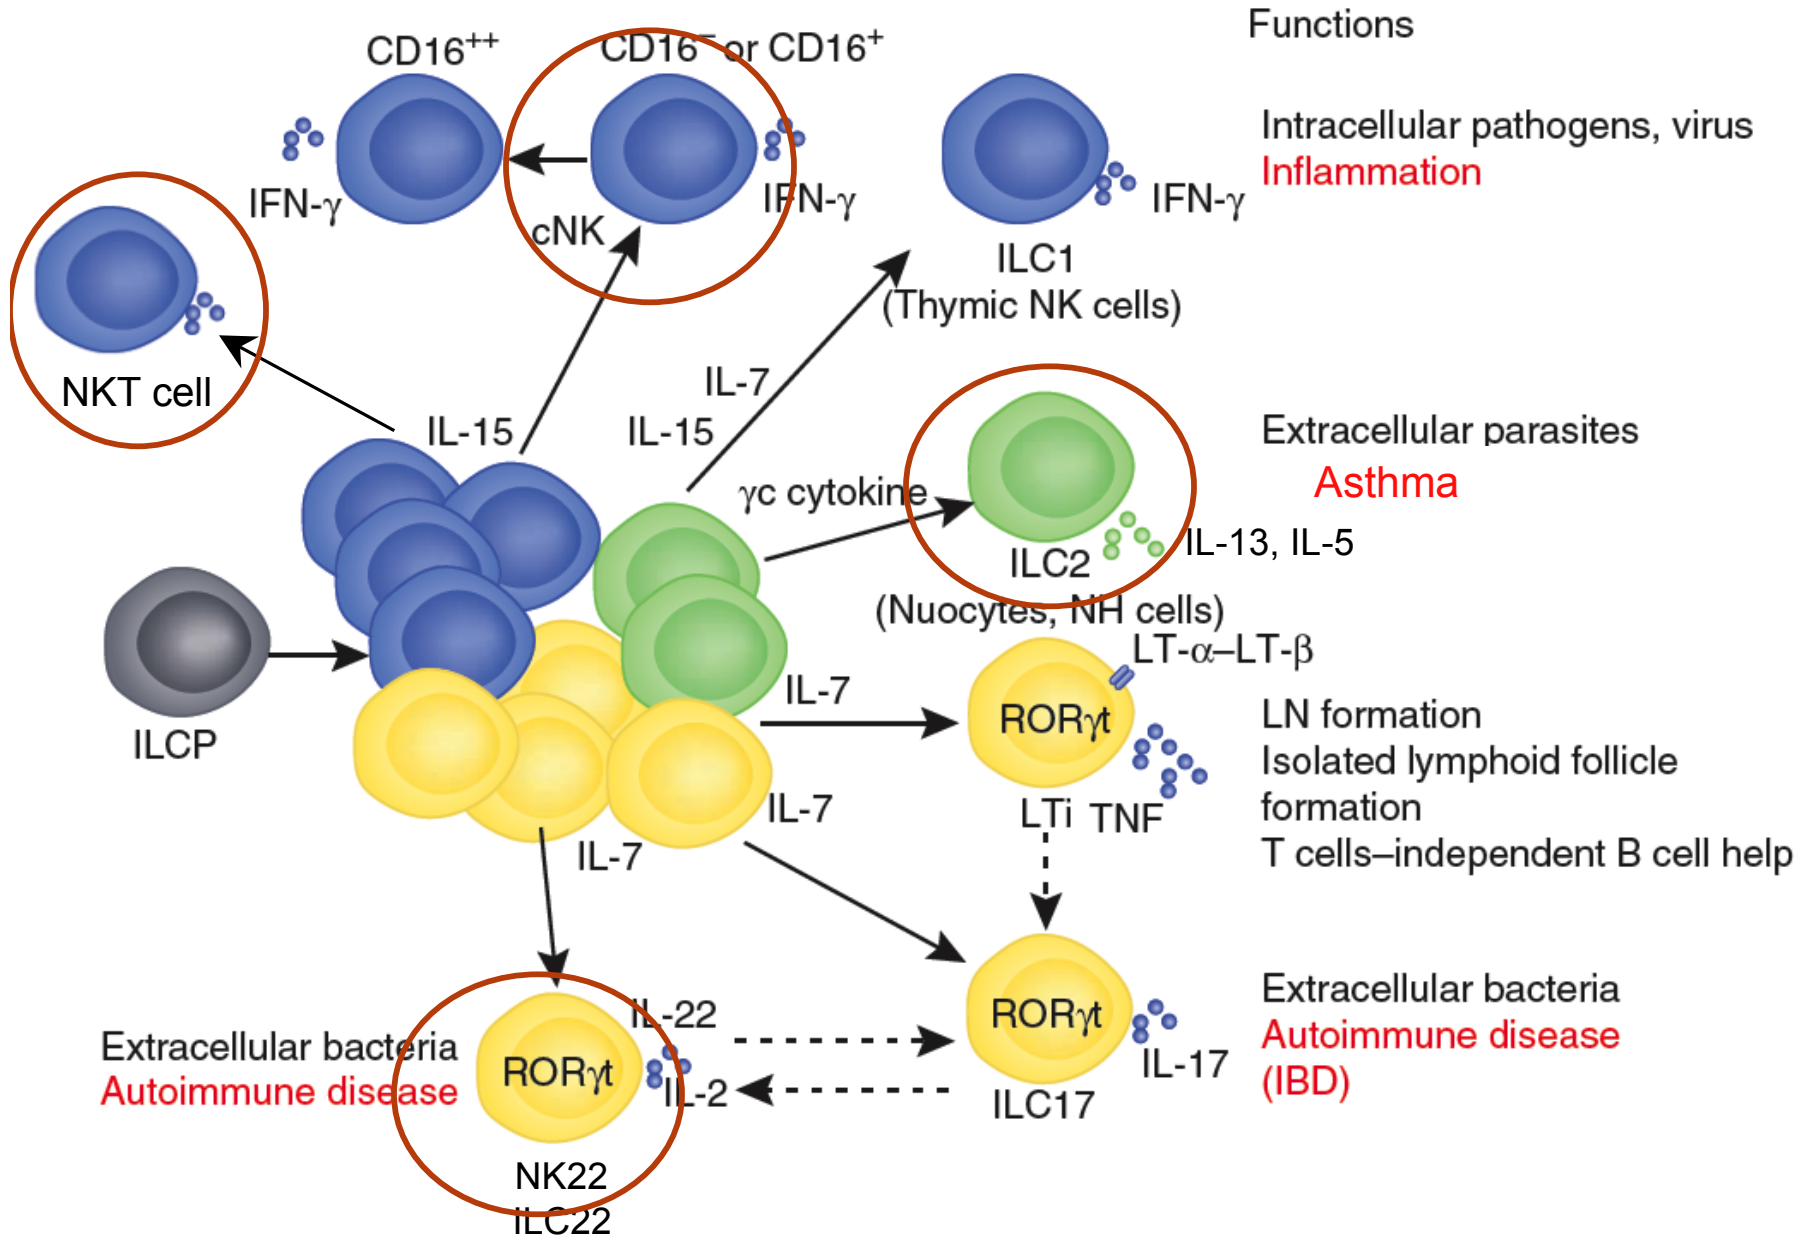 Functions
CD16++
CD16− or CD16+
Intracellular pathogens, virus
Inflammation
IFN-γ
IFN-γ
IFN-γ
cNK
ILC1
(Thymic NK cells)
NKT cell
IL-7
IL-15
IL-15
Extracellular parasites
Asthma
γc cytokine
IL-13, IL-5
ILC2
(Nuocytes, NH cells)
LT-α–LT-β
IL-7
RORγt
LN formation
Isolated lymphoid follicle
formation
T cells–independent B cell help
ILCP
LTi
TNF
IL-7
IL-7
Extracellular bacteria
Autoimmune disease
(IBD)
RORγt
IL-17
ILC17
IL-22
Extracellular bacteria
Autoimmune disease
RORγt
IL-2
NK22
ILC22